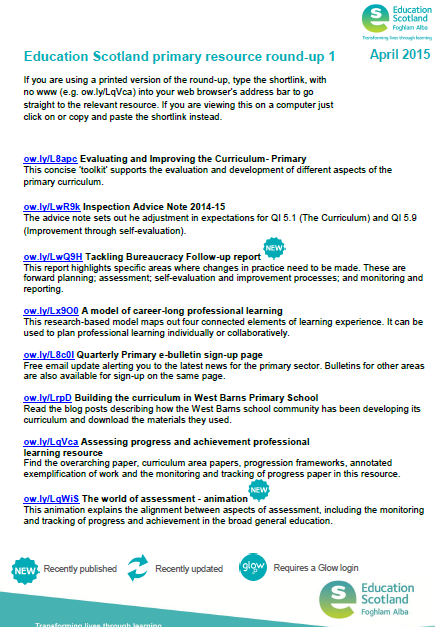 Education
Scotland
Foghlam Alba
Transforming lives through learning
Education Scotland primary resource round-up 1 April 2015
If you are using a printed version of the round-up, type the shortlink, with
no www (e.g. ow.ly/LqVca) into your web browser's address bar to go
straight to the relevant resource. If you are viewing this on a computer just
click on or copy and paste the shortlink instead.
ow.ly/L8apc Evaluating and Improving the Curriculum- Primary
This concise 'toolkit' supports the evaluation and development of different aspects of the
primary curriculum.
ow.ly/LwR9k Inspection Advice Note 2014-15
The advice note sets out he adjustment in expectations for QI 5.1 (The Curriculum) and QI 5.9
(Improvement through self-evaluation).
NEW
ow.ly/LwQ9H Tackling Bureaucracy Follow-up report
This report highlights specific areas where changes in practice need to be made. These are
forward planning; assessment; self-evaluation and improvement processes; and monitoring and
reporting.
ow.ly/Lx9O0 A model of career-long professional learning
This research-based model maps out four connected elements of learning experience. It can be
used to plan professional learning individually or collaboratively.
ow.ly/L8c0I Quarterly Primary e-bulletin sign-up page
Free email update alerting you to the latest news for the primary sector. Bulletins for other areas
are also available for sign-up on the same page.
ow.ly/LrpD Building the curriculum in West Barns Primary School
Read the blog posts describing how the West Barns school community has been developing its
curriculum and download the materials they used.
ow.ly/LqVca Assessing progress and achievement professional
learning resource
Find the overarching paper, curriculum area papers, progression frameworks, annotated
exemplification of work and the monitoring and tracking of progress paper in this resource.
NEW
ow.ly/LqWiS The world of assessment - animation
This animation explains the alignment between aspects of assessment, including the monitoring
and tracking of progress and achievement in the broad general education.
NEW Recently published Recently updated glow Requires a Glow login
Education
Scotland
Foghlam Alba
Transforming lives through learning